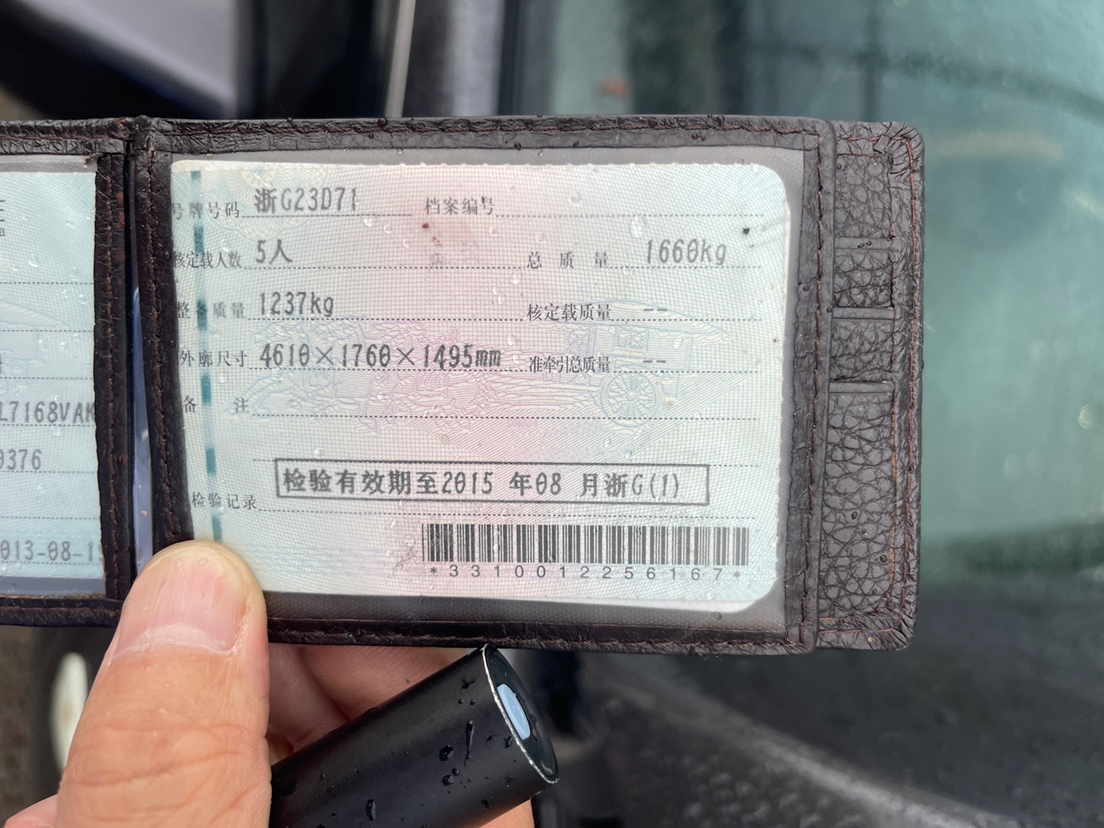 L7168VAK
0376
013-08-19
号牌号码 浙G23D71 档案编号
核定载人数 5人 总质量 1660kg
整备质量 1237kg 核定载质量 --
外廓尺寸 4610×1760×1495mm 准牵引总质量 --
备注
检验有效期至2015 年08 月浙G(1)
检验记录
*3310012256167*